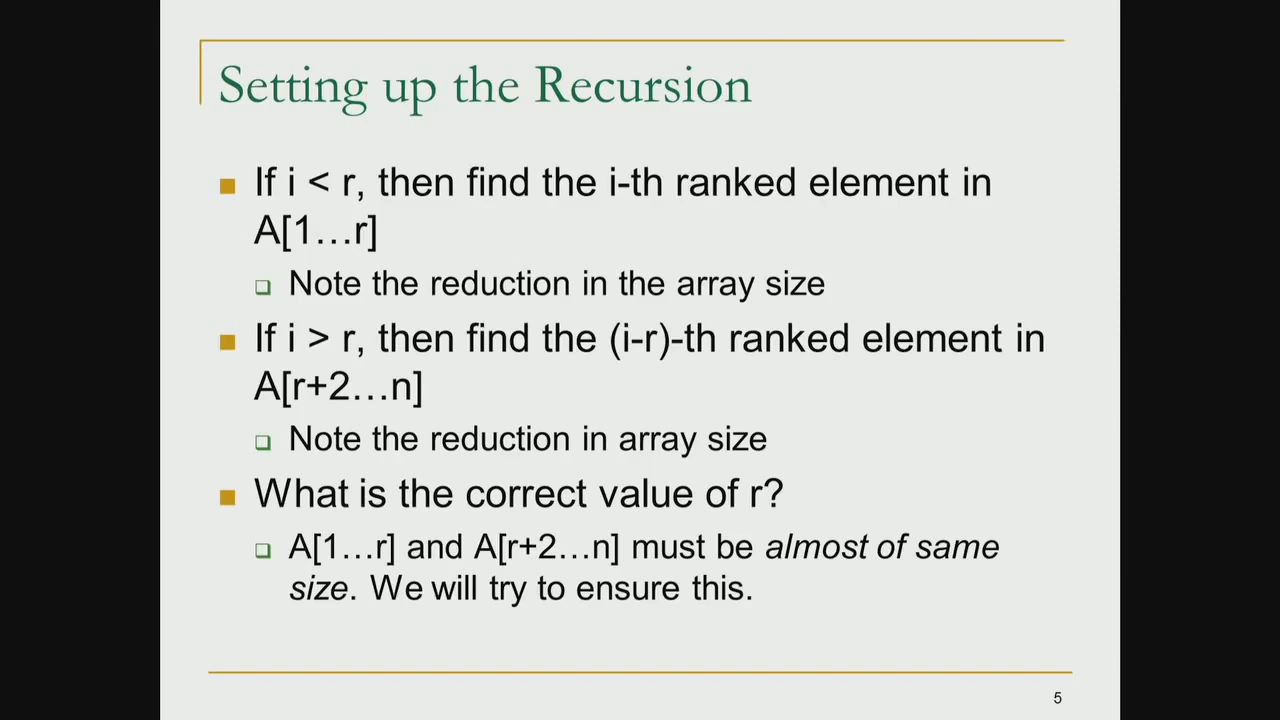 Setting up the Recursion
If i < r, then find the i-th ranked element in
A[1…r]
Note the reduction in the array size
If i > r, then find the (i-r)-th ranked element in
A[r+2…n]
Note the reduction in array size
What is the correct value of r?
A[1…r] and A[r+2…n] must be almost of same
size. We will try to ensure this.
5